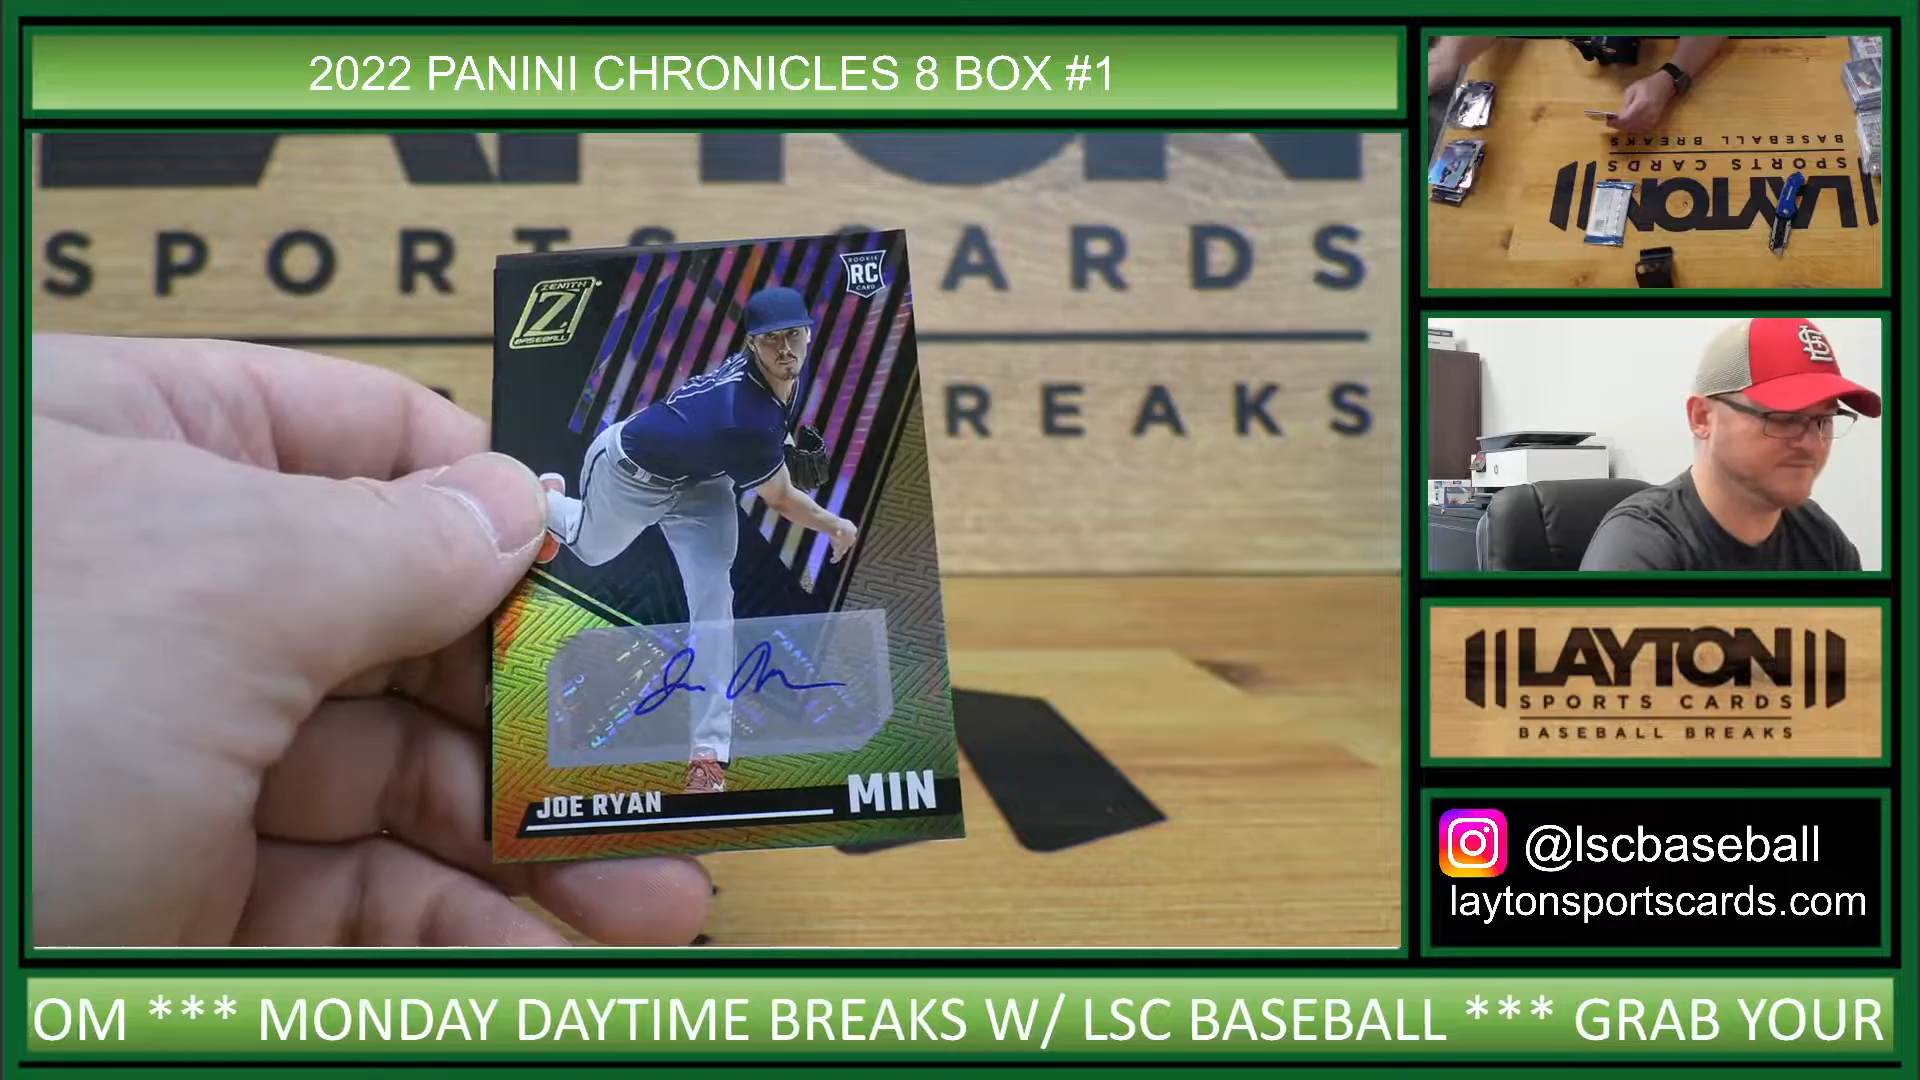 2022 PANINI CHRONICLES 8 BOX #1
SPORTS CARDS
REAKS
ZENITH
Z
BASEBALL
ROOKIE
RC
CARD
JOE RYAN
MIN
LAYTON
SPORTS CARDS
BASEBALL BREAKS
LAYTON
SPORTS CARDS
BASEBALL BREAKS
@lscbaseball
laytonsportscards.com
OM *** MONDAY DAYTIME BREAKS W/ LSC BASEBALL *** GRAB YOUR